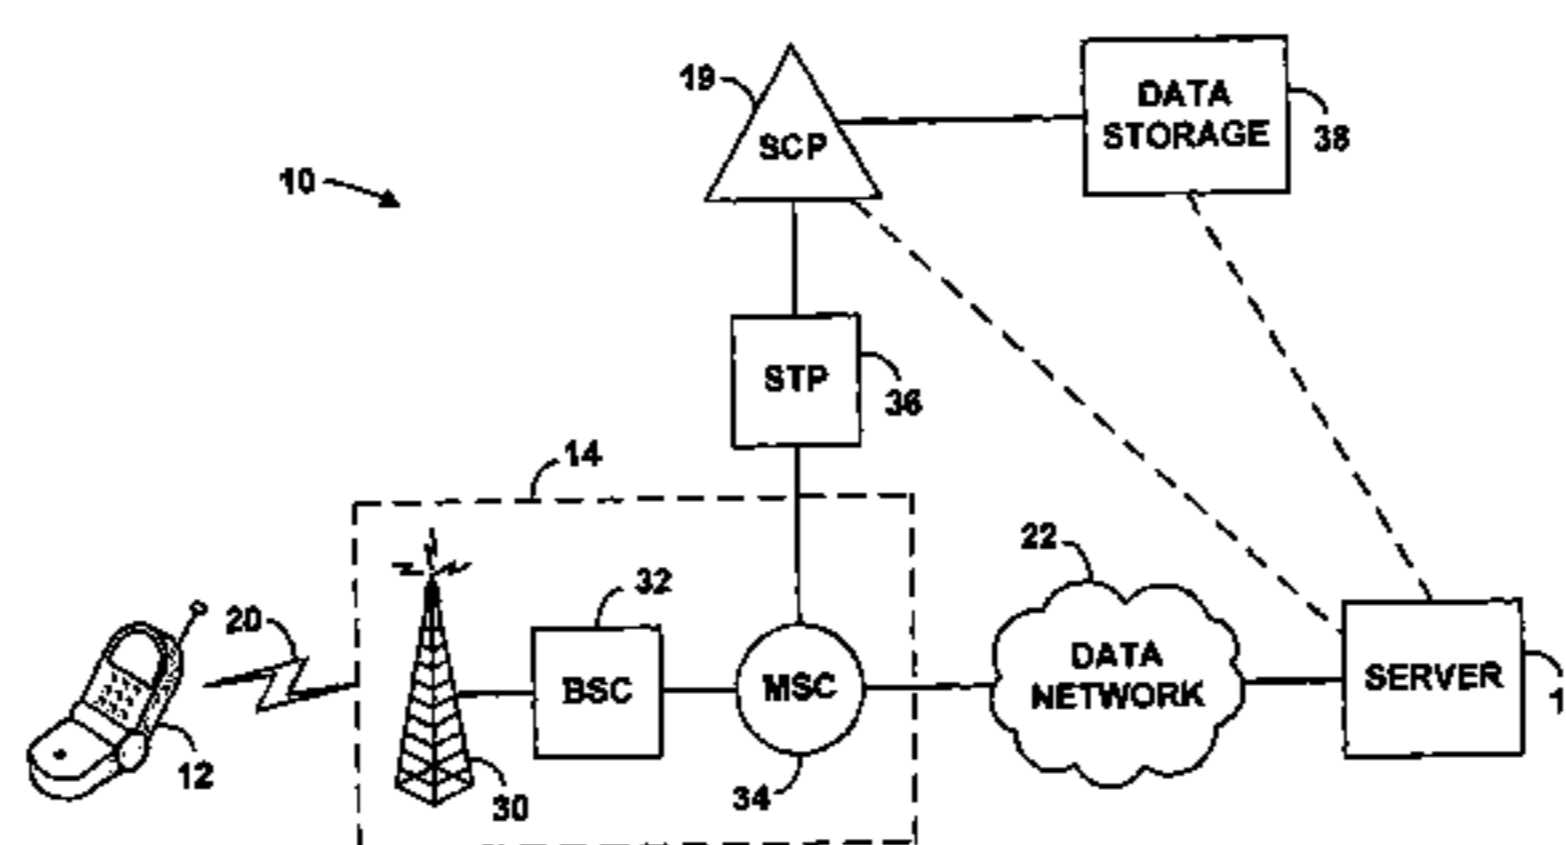 19
SCP
DATA
STORAGE
38
10
STP
36
14
22
32
20
BSC
MSC
DATA
NETWORK
SERVER
12
30
34